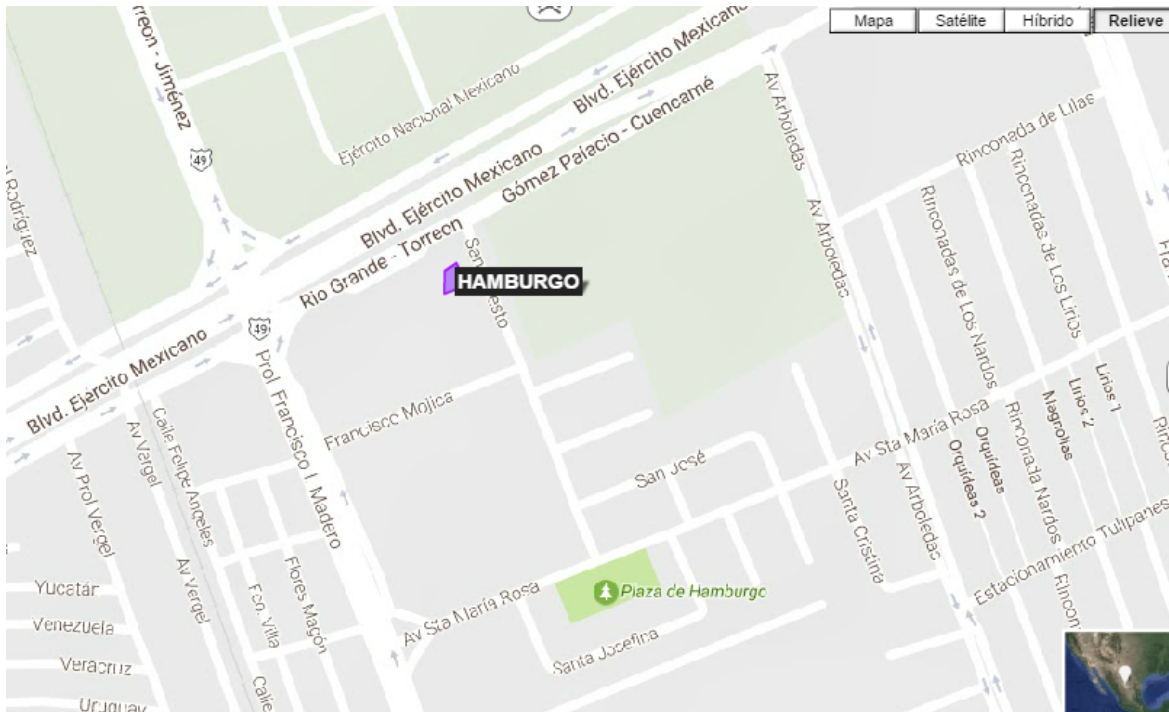 Mapa
Satélite
Híbrido
Relieve
Torreon - Jiménez
49
Ejército Nacional Mexicano
Blvd. Ejército Mexicano
Blvd. Ejército Mexicano
Gómez Palacio - Cuencamé
Rio Grande - Torreon
Av Arboledas
Av Arboledas
Rinconada de Lilas
Rodríguez
HAMBURGO
49
Blvd. Ejército Mexicano
Prol Francisco I. Madero
Francisco Mojica
Rinconadas de Los Nardos
Rinconadas de Los Lirios
Lirios 1
Lirios 2
Magnolias
Rinconada Nardos
Orquídeas
Orquídeas 2
Av Sta María Rosa
San José
Santa Cristina
Av Arboledas
Estacionamiento Tulipanes
Av Prol Vergel
Av Vergel
Calle Felipe Angeles
Av Vergel
Fco. Villa
Flores Magón
Yucatán
Venezuela
Veracruz
Uruguay
Av Sta María Rosa
Plaza de Hamburgo
Santa Josefina